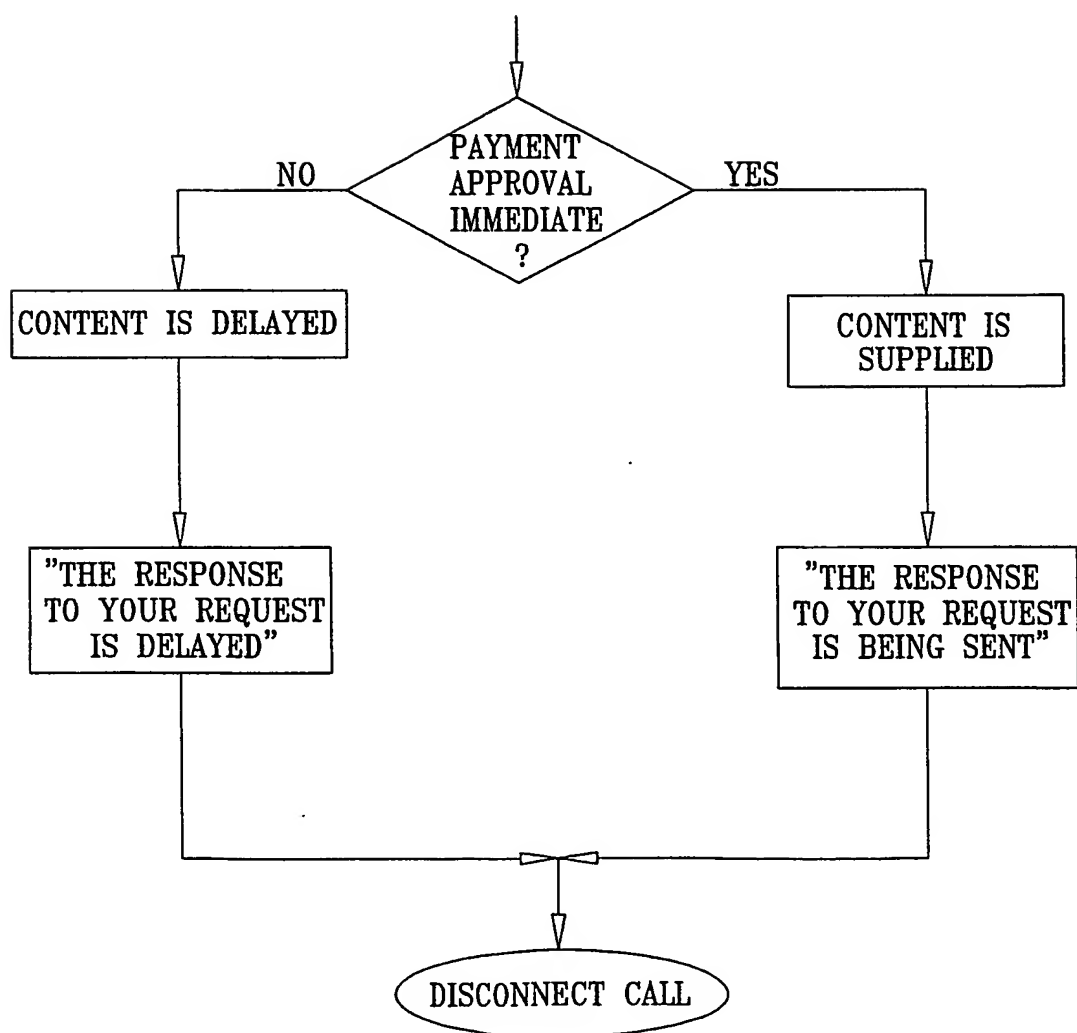 PAYMENT
APPROVAL
IMMEDIATE
?
NO
YES
CONTENT IS DELAYED
CONTENT IS
SUPPLIED
"THE RESPONSE
TO YOUR REQUEST
IS DELAYED"
"THE RESPONSE
TO YOUR REQUEST
IS BEING SENT"
DISCONNECT CALL